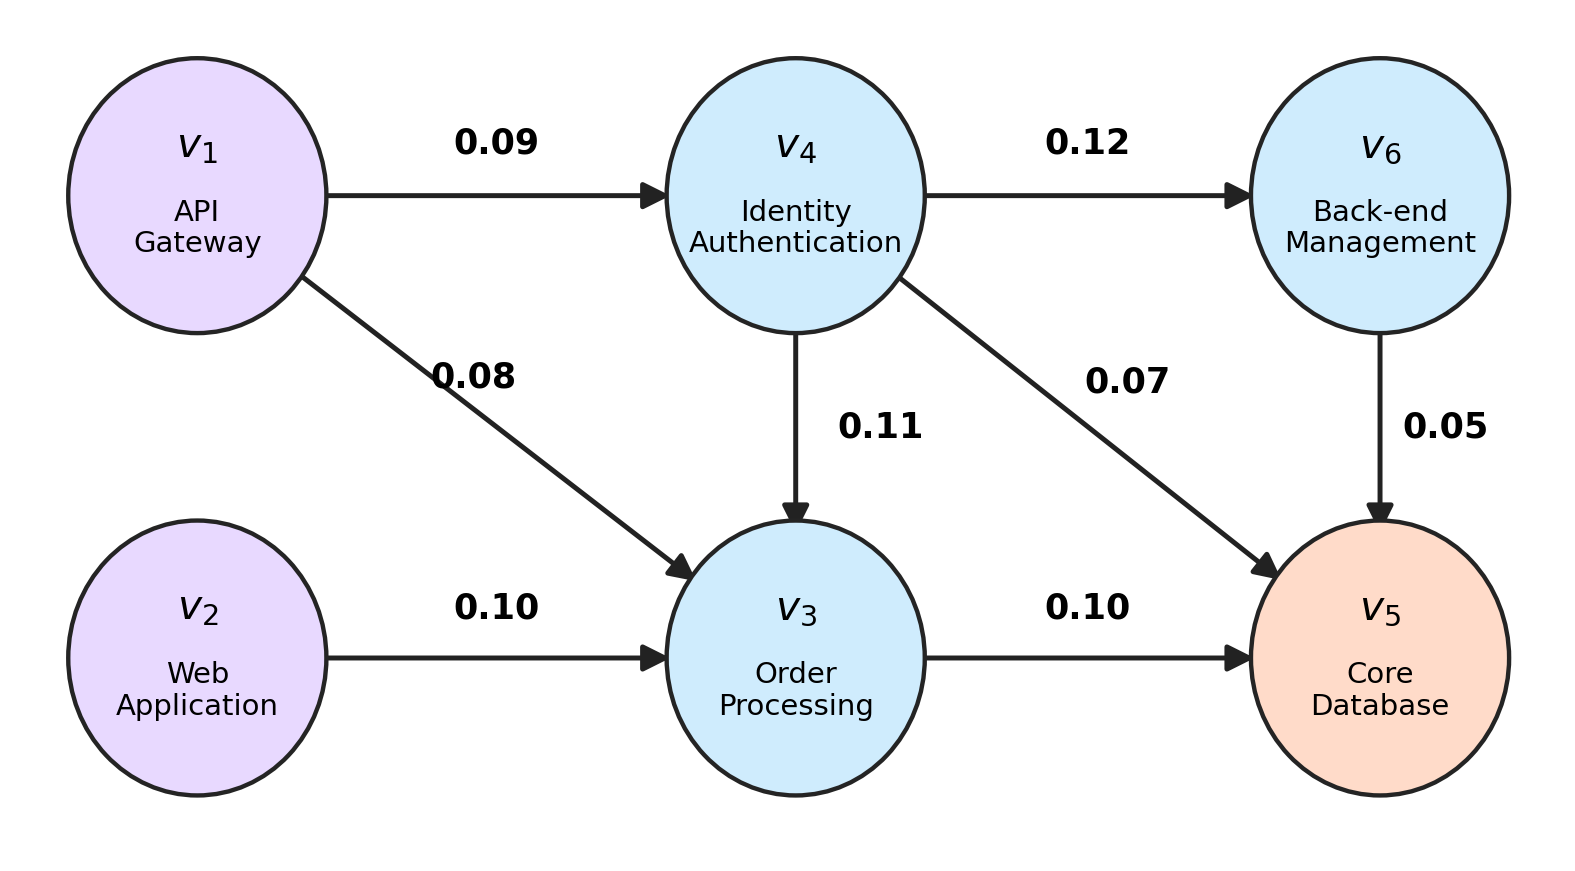 v1
API
Gateway
0.09
v4
Identity
Authentication
0.12
v6
Back-end
Management
0.08
0.11
0.07
0.05
v2
Web
Application
0.10
v3
Order
Processing
0.10
v5
Core
Database